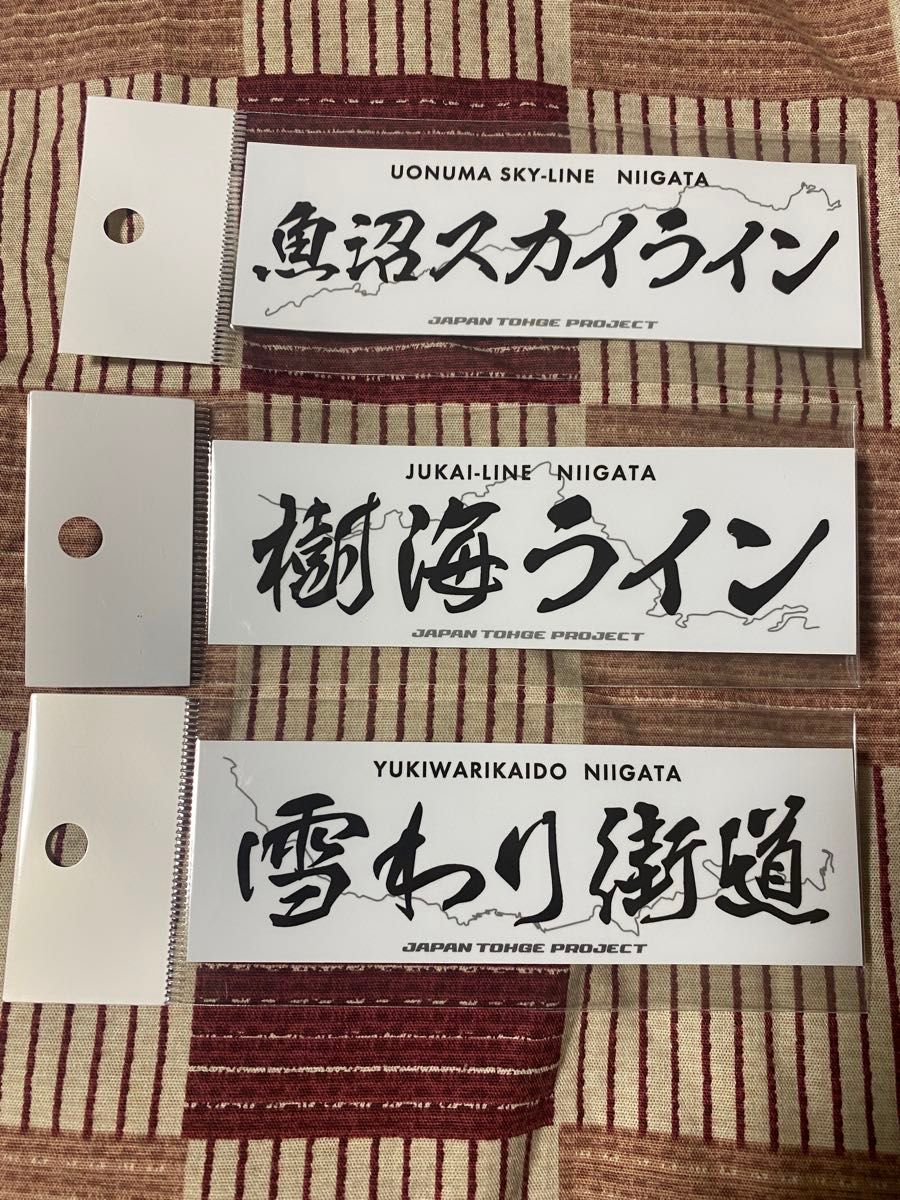 UONUMA SKY-LINE NIIGATA
魚沼スカイライン
JAPAN TOHGE PROJECT
JUKAI-LINE NIIGATA
樹海ライン
JAPAN TOHGE PROJECT
YUKIWARIKAIDO NIIGATA
雪わり街道
JAPAN TOHGE PROJECT